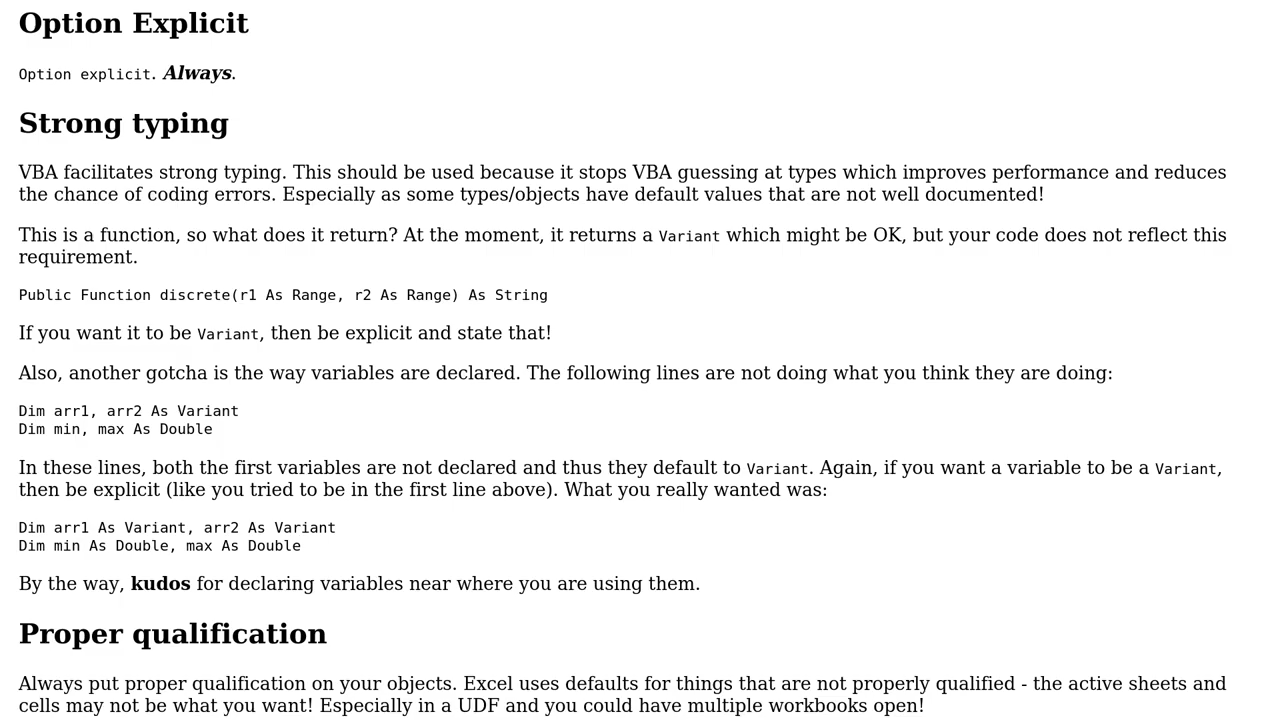 Option Explicit
Option explicit. Always.
Strong typing
VBA facilitates strong typing. This should be used because it stops VBA guessing at types which improves performance and reduces
the chance of coding errors. Especially as some types/objects have default values that are not well documented!
This is a function, so what does it return? At the moment, it returns a Variant which might be OK, but your code does not reflect this
requirement.
Public Function discrete(r1 As Range, r2 As Range) As String
If you want it to be Variant, then be explicit and state that!
Also, another gotcha is the way variables are declared. The following lines are not doing what you think they are doing:
Dim arr1, arr2 As Variant
Dim min, max As Double
In these lines, both the first variables are not declared and thus they default to Variant. Again, if you want a variable to be a Variant,
then be explicit (like you tried to be in the first line above). What you really wanted was:
Dim arr1 As Variant, arr2 As Variant
Dim min As Double, max As Double
By the way, kudos for declaring variables near where you are using them.
Proper qualification
Always put proper qualification on your objects. Excel uses defaults for things that are not properly qualified - the active sheets and
cells may not be what you want! Especially in a UDF and you could have multiple workbooks open!